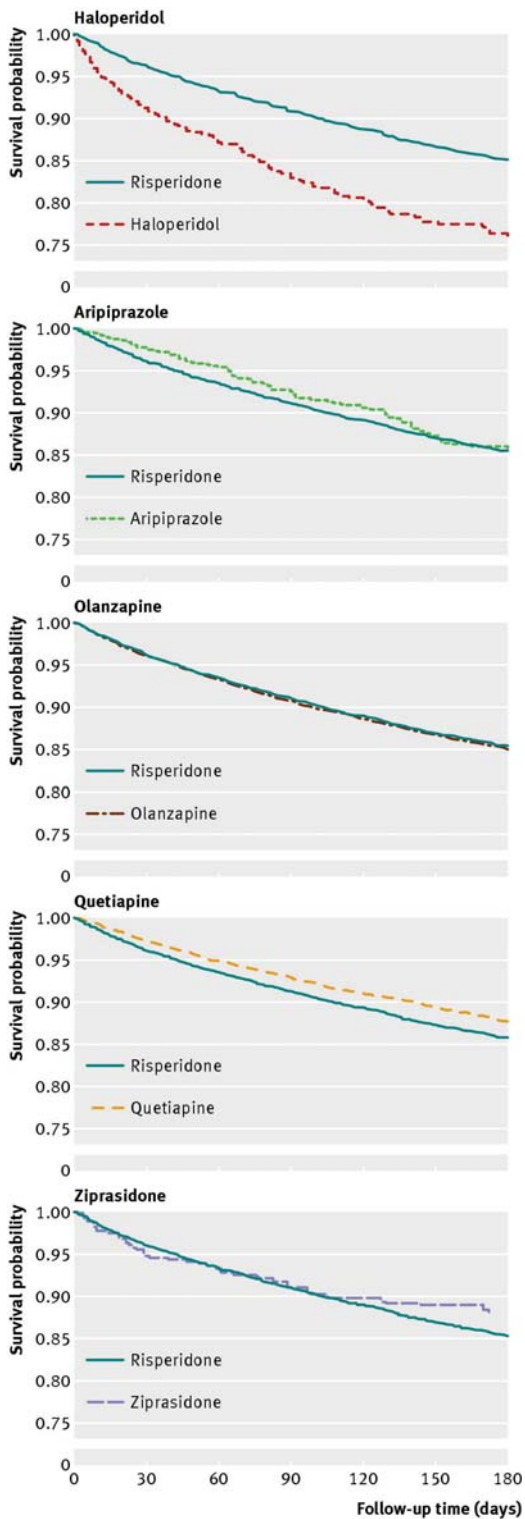 Haloperidol
Survival probability
1.00
0.95
0.90
0.85
0.80
0.75
0
Risperidone
Haloperidol
Aripiprazole
Survival probability
1.00
0.95
0.90
0.85
0.80
0.75
0
Risperidone
Aripiprazole
Olanzapine
Survival probability
1.00
0.95
0.90
0.85
0.80
0.75
0
Risperidone
Olanzapine
Quetiapine
Survival probability
1.00
0.95
0.90
0.85
0.80
0.75
0
Risperidone
Quetiapine
Ziprasidone
Survival probability
1.00
0.95
0.90
0.85
0.80
0.75
0
Risperidone
Ziprasidone
0 30 60 90 120 150 180
Follow-up time (days)